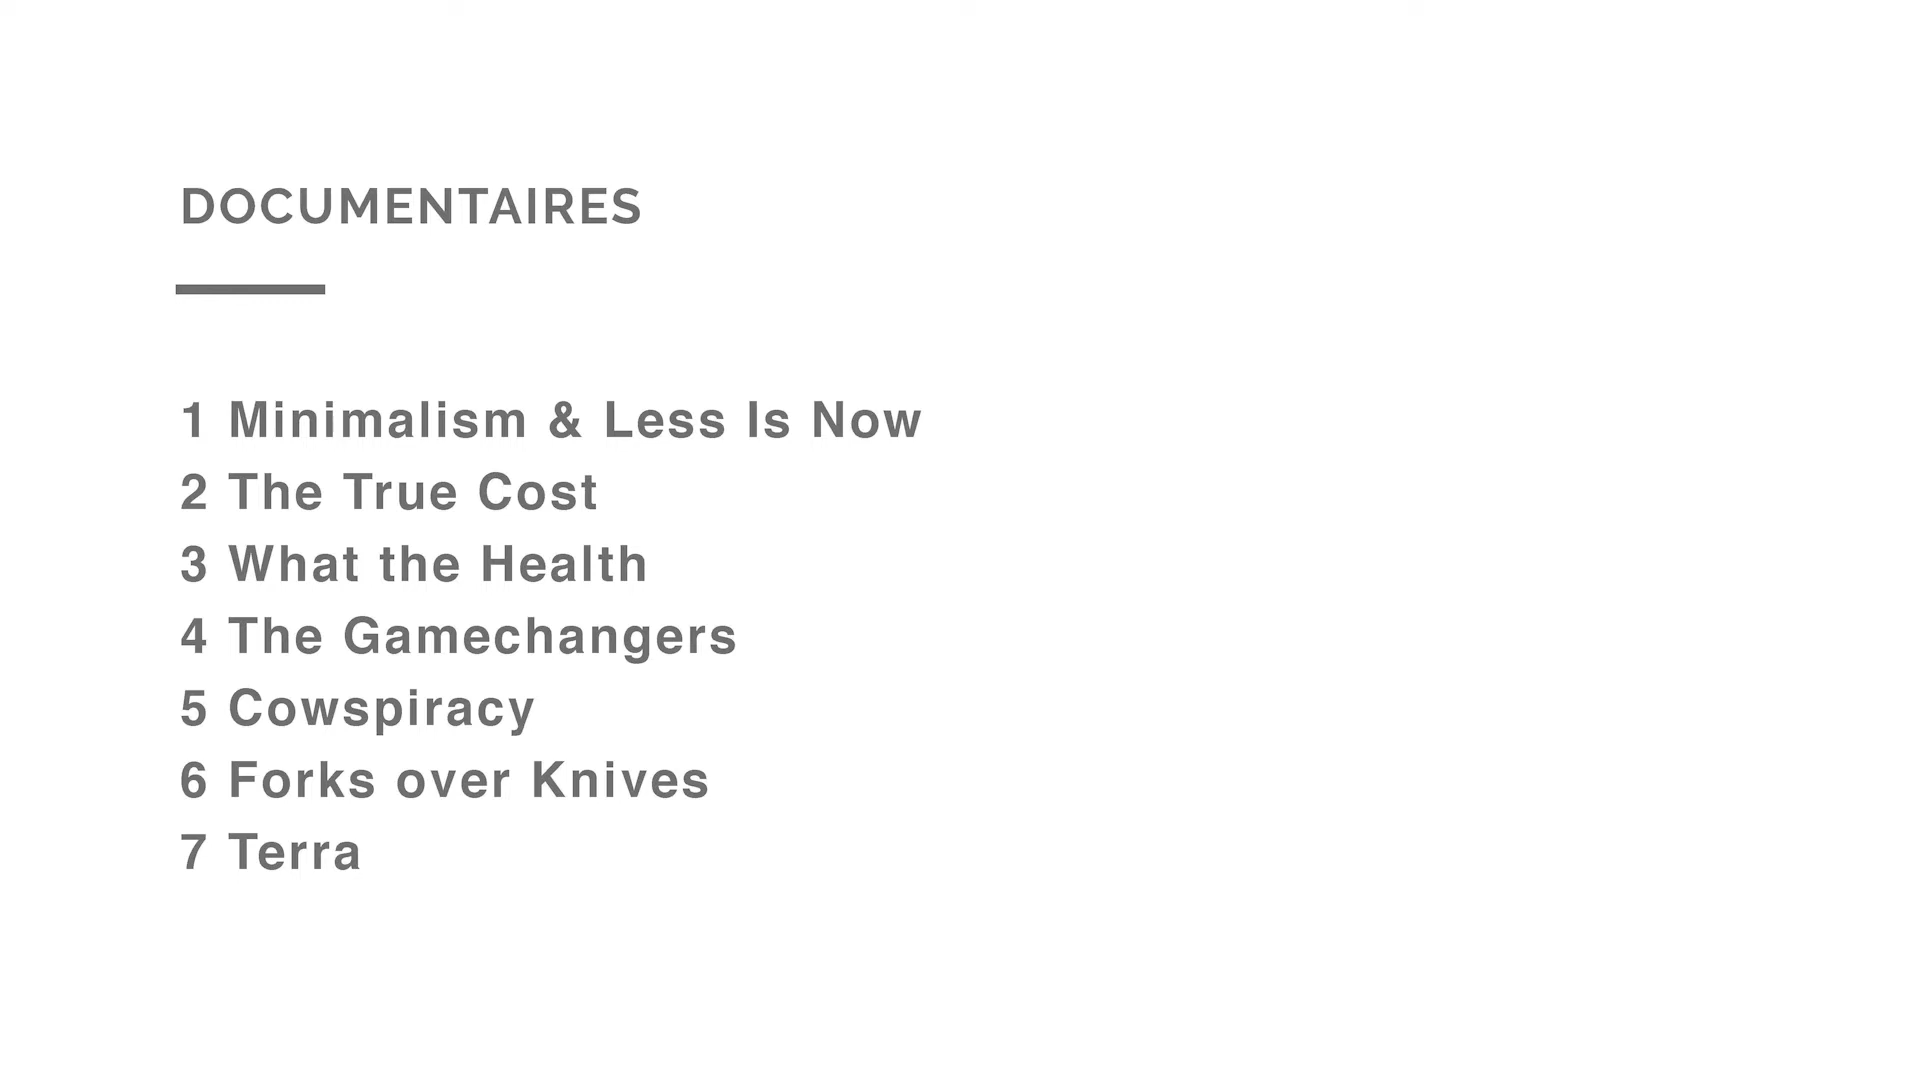 DOCUMENTAIRES
1 Minimalism & Less Is Now
2 The True Cost
3 What the Health
4 The Gamechangers
5 Cowspiracy
6 Forks over Knives
7 Terra